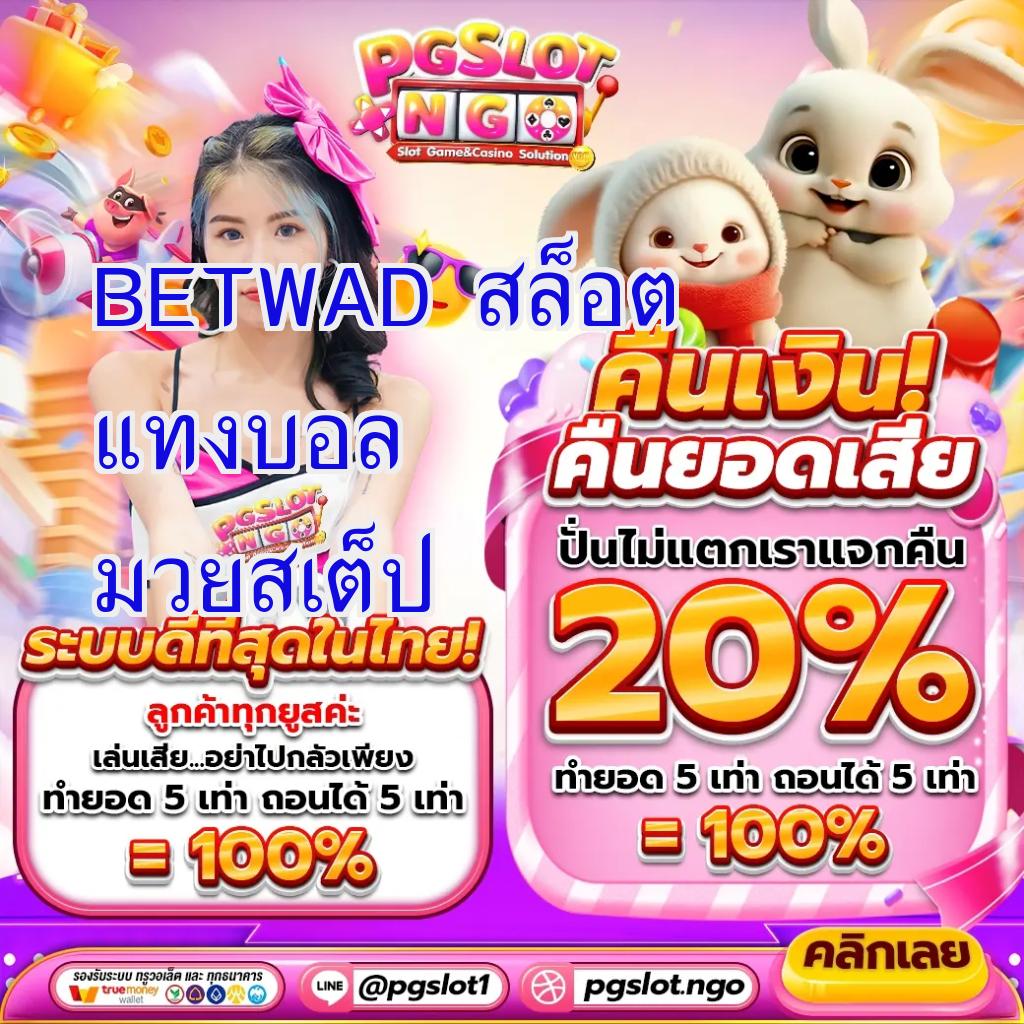 PGSLOT
NGO
Slot Game&Casino Solution
BETWAD สล็อต
แทงบอล
มวยสเต็ป
PGSLOT
NGO
ระบบดีที่สุดในไทย!
ลูกค้าทุกยูสค่ะ
เล่นเสีย...อย่าไปกลัวเพียง
ทำยอด 5 เท่า ถอนได้ 5 เท่า
= 100%
คืนเงิน!
คืนยอดเสีย
ปั่นไม่แตกเราแจกคืน
20%
ทำยอด 5 เท่า ถอนได้ 5 เท่า
= 100%
คลิกเลย
รองรับระบบ ทรูวอเล็ต และ ทุกธนาคาร
truemoney
wallet
LINE @pgslot1
pgslot.ngo